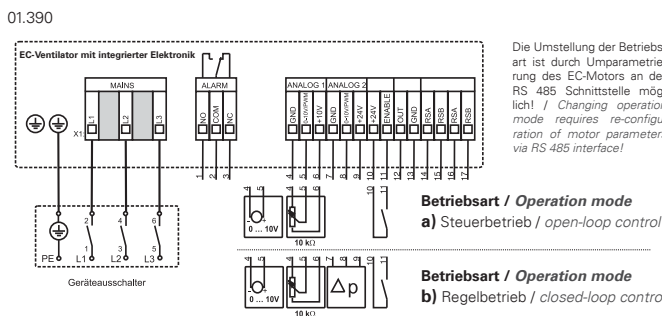 01.390
EC-Ventilator mit integrierter Elektronik
MAINS
ALARM
ANALOG 1 ANALOG 2
X1:
L1
L2
L3
NO
COM
NC
GND
0-10V/PWM
+10V
GND
0-10V/PWM
+24V
+24V
ENABLE
OUT
GND
RSA
RSB
RSA
RSB
1 2 3
4 5 6 7 8 9 10 11 12 13 14 15 16 17
Die Umstellung der Betriebs
art ist durch Umparametrie
rung des EC-Motors an de
RS 485 Schnittstelle mög
lich! / Changing operation
mode requires re-configu
ration of motor parameters
via RS 485 interface!
2 4 6
1 3 5
PE L1 L2 L3
Geräteausschalter
4 5 4 5 6 10 11
- +
0 ... 10V
10 kΩ
Betriebsart / Operation mode
a) Steuerbetrieb / open-loop control
4 5 4 5 6 7 8 9 10 11
- +
0 ... 10V
10 kΩ
Δp
Betriebsart / Operation mode
b) Regelbetrieb / closed-loop contro